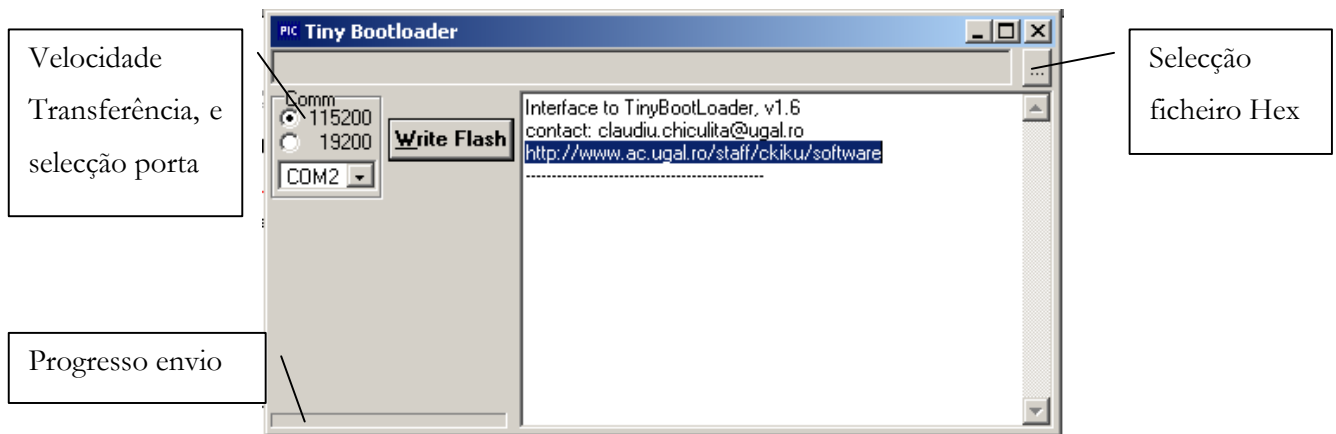 PIC Tiny Bootloader
Velocidade
Transferência, e
selecção porta
Selecção
ficheiro Hex
...
Comm
115200
19200
COM2
Write Flash
Interface to TinyBootLoader, v1.6
contact: claudiu.chiculita@ugal.ro
http://www.ac.ugal.ro/staff/ckiku/software
--------------------------------------------
Progresso envio